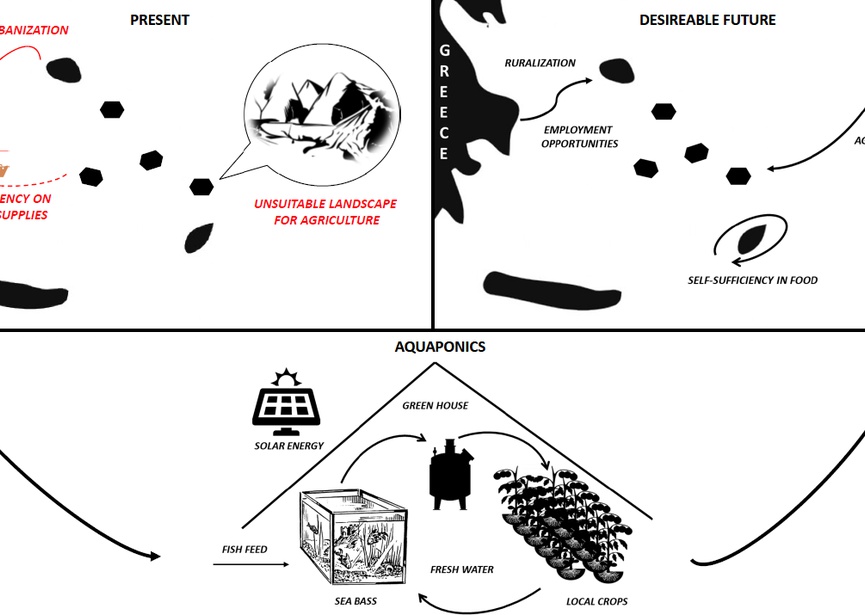 PRESENT
BANIZATION
ENCY ON
SUPPLIES
UNSUITABLE LANDSCAPE
FOR AGRICULTURE
DESIREABLE FUTURE
GREECE
RURALIZATION
EMPLOYMENT
OPPORTUNITIES
SELF-SUFFICIENCY IN FOOD
AQUAPONICS
GREEN HOUSE
SOLAR ENERGY
FISH FEED
FRESH WATER
SEA BASS
LOCAL CROPS